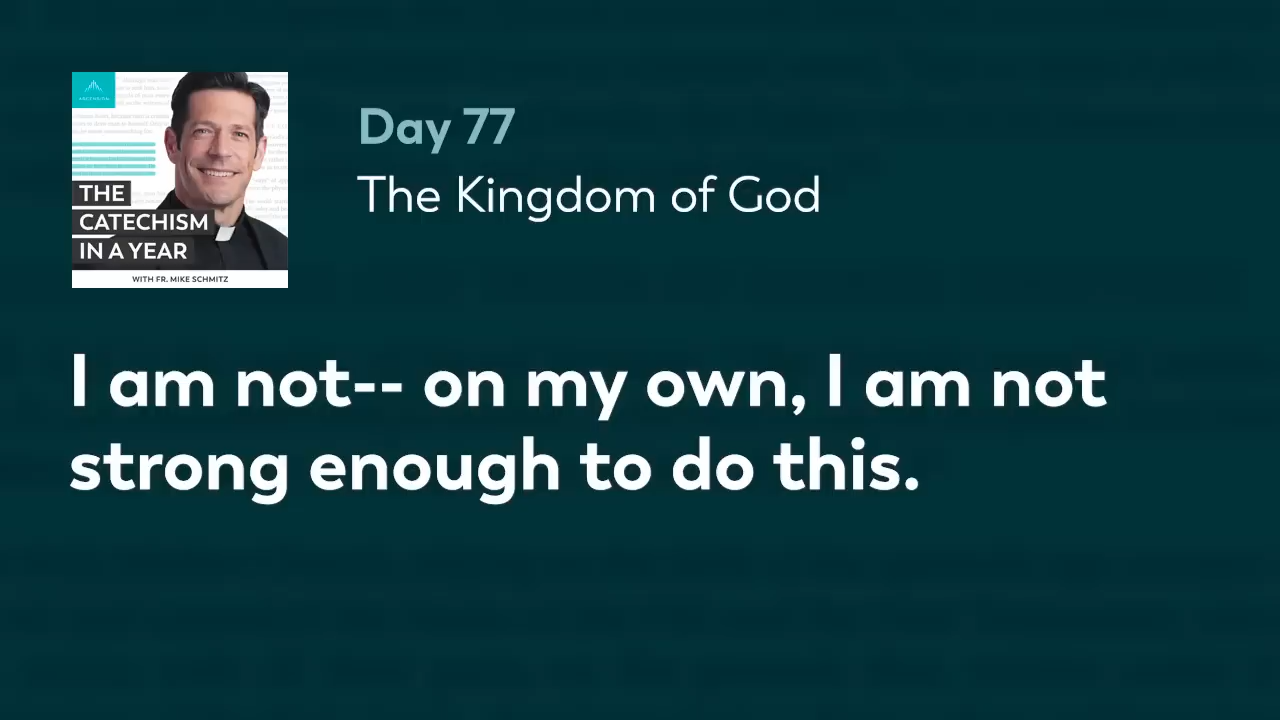 ASCENSION
Day 77
The Kingdom of God
THE
CATECHISM
IN A YEAR
WITH FR. MIKE SCHMITZ
I am not-- on my own, I am not
strong enough to do this.